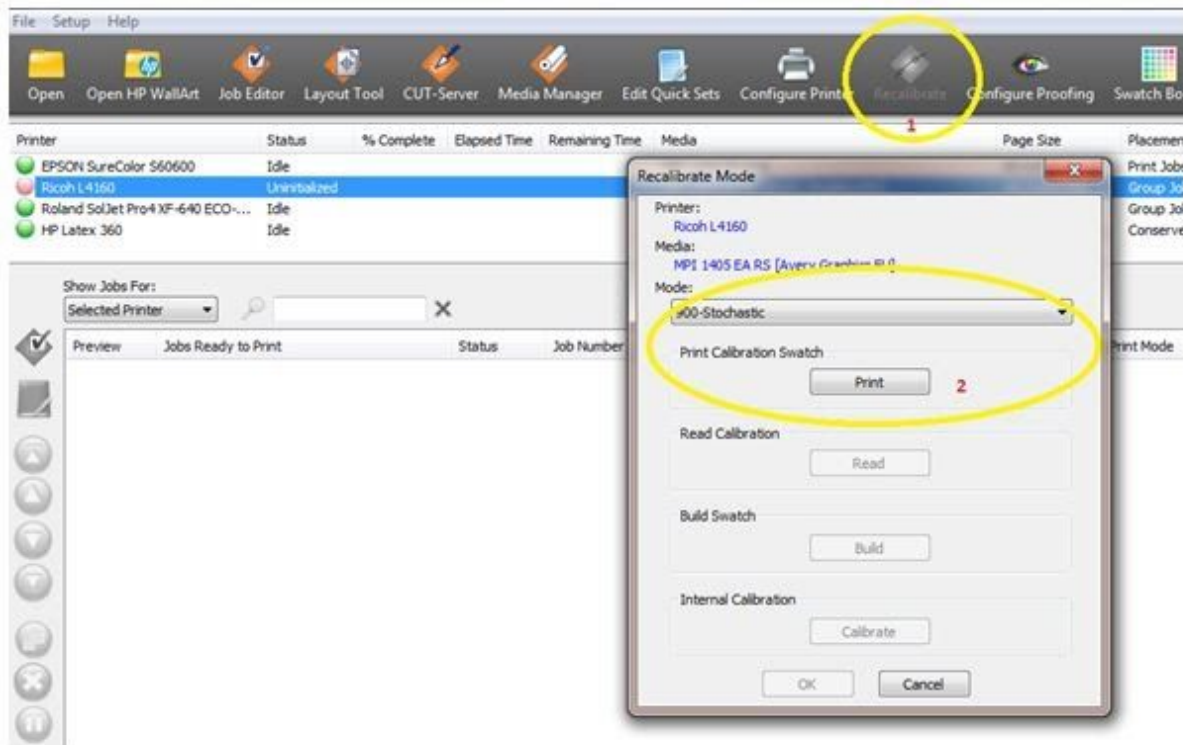 File Setup Help
Open Open HP WallArt Job Editor Layout Tool CUT-Server Media Manager Edit Quick Sets Configure Printer Recalibrate Configure Proofing Swatch Bo
1
Printer Status % Complete Elapsed Time Remaining Time Media Page Size Placemen
EPSON SureColor S60600 Idle Print Jobs
Ricoh L4160 Uninitialized Group Jo
Roland SolJet Pro4 XF-640 ECO-... Idle Group Jo
HP Latex 360 Idle Conserve
Recalibrate Mode
Printer:
Ricoh L4160
Media:
MPI 1405 EA RS [Avery Graphics EU]
Mode:
900-Stochastic
Print Calibration Swatch
Print 2
Read Calibration
Read
Build Swatch
Build
Internal Calibration
Calibrate
OK Cancel
Show Jobs For:
Selected Printer
Preview Jobs Ready to Print Status Job Number Print Mode